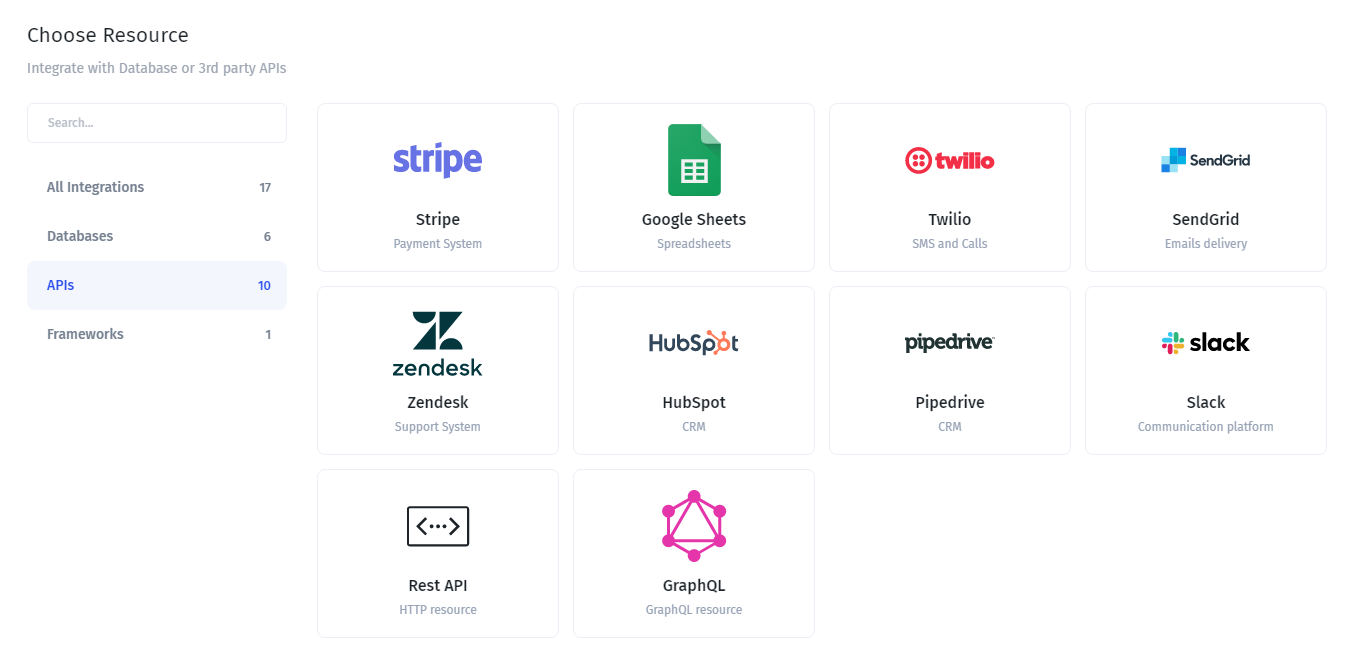 Choose Resource
Integrate with Database or 3rd party APIs
Search...
All Integrations 17
Databases 6
APIs 10
Frameworks 1
stripe
Stripe
Payment System
Google Sheets
Spreadsheets
twilio
Twilio
SMS and Calls
SendGrid
SendGrid
Emails delivery
zendesk
Zendesk
Support System
HubSpot
HubSpot
CRM
pipedrive
Pipedrive
CRM
slack
Slack
Communication platform
Rest API
HTTP resource
GraphQL
GraphQL resource